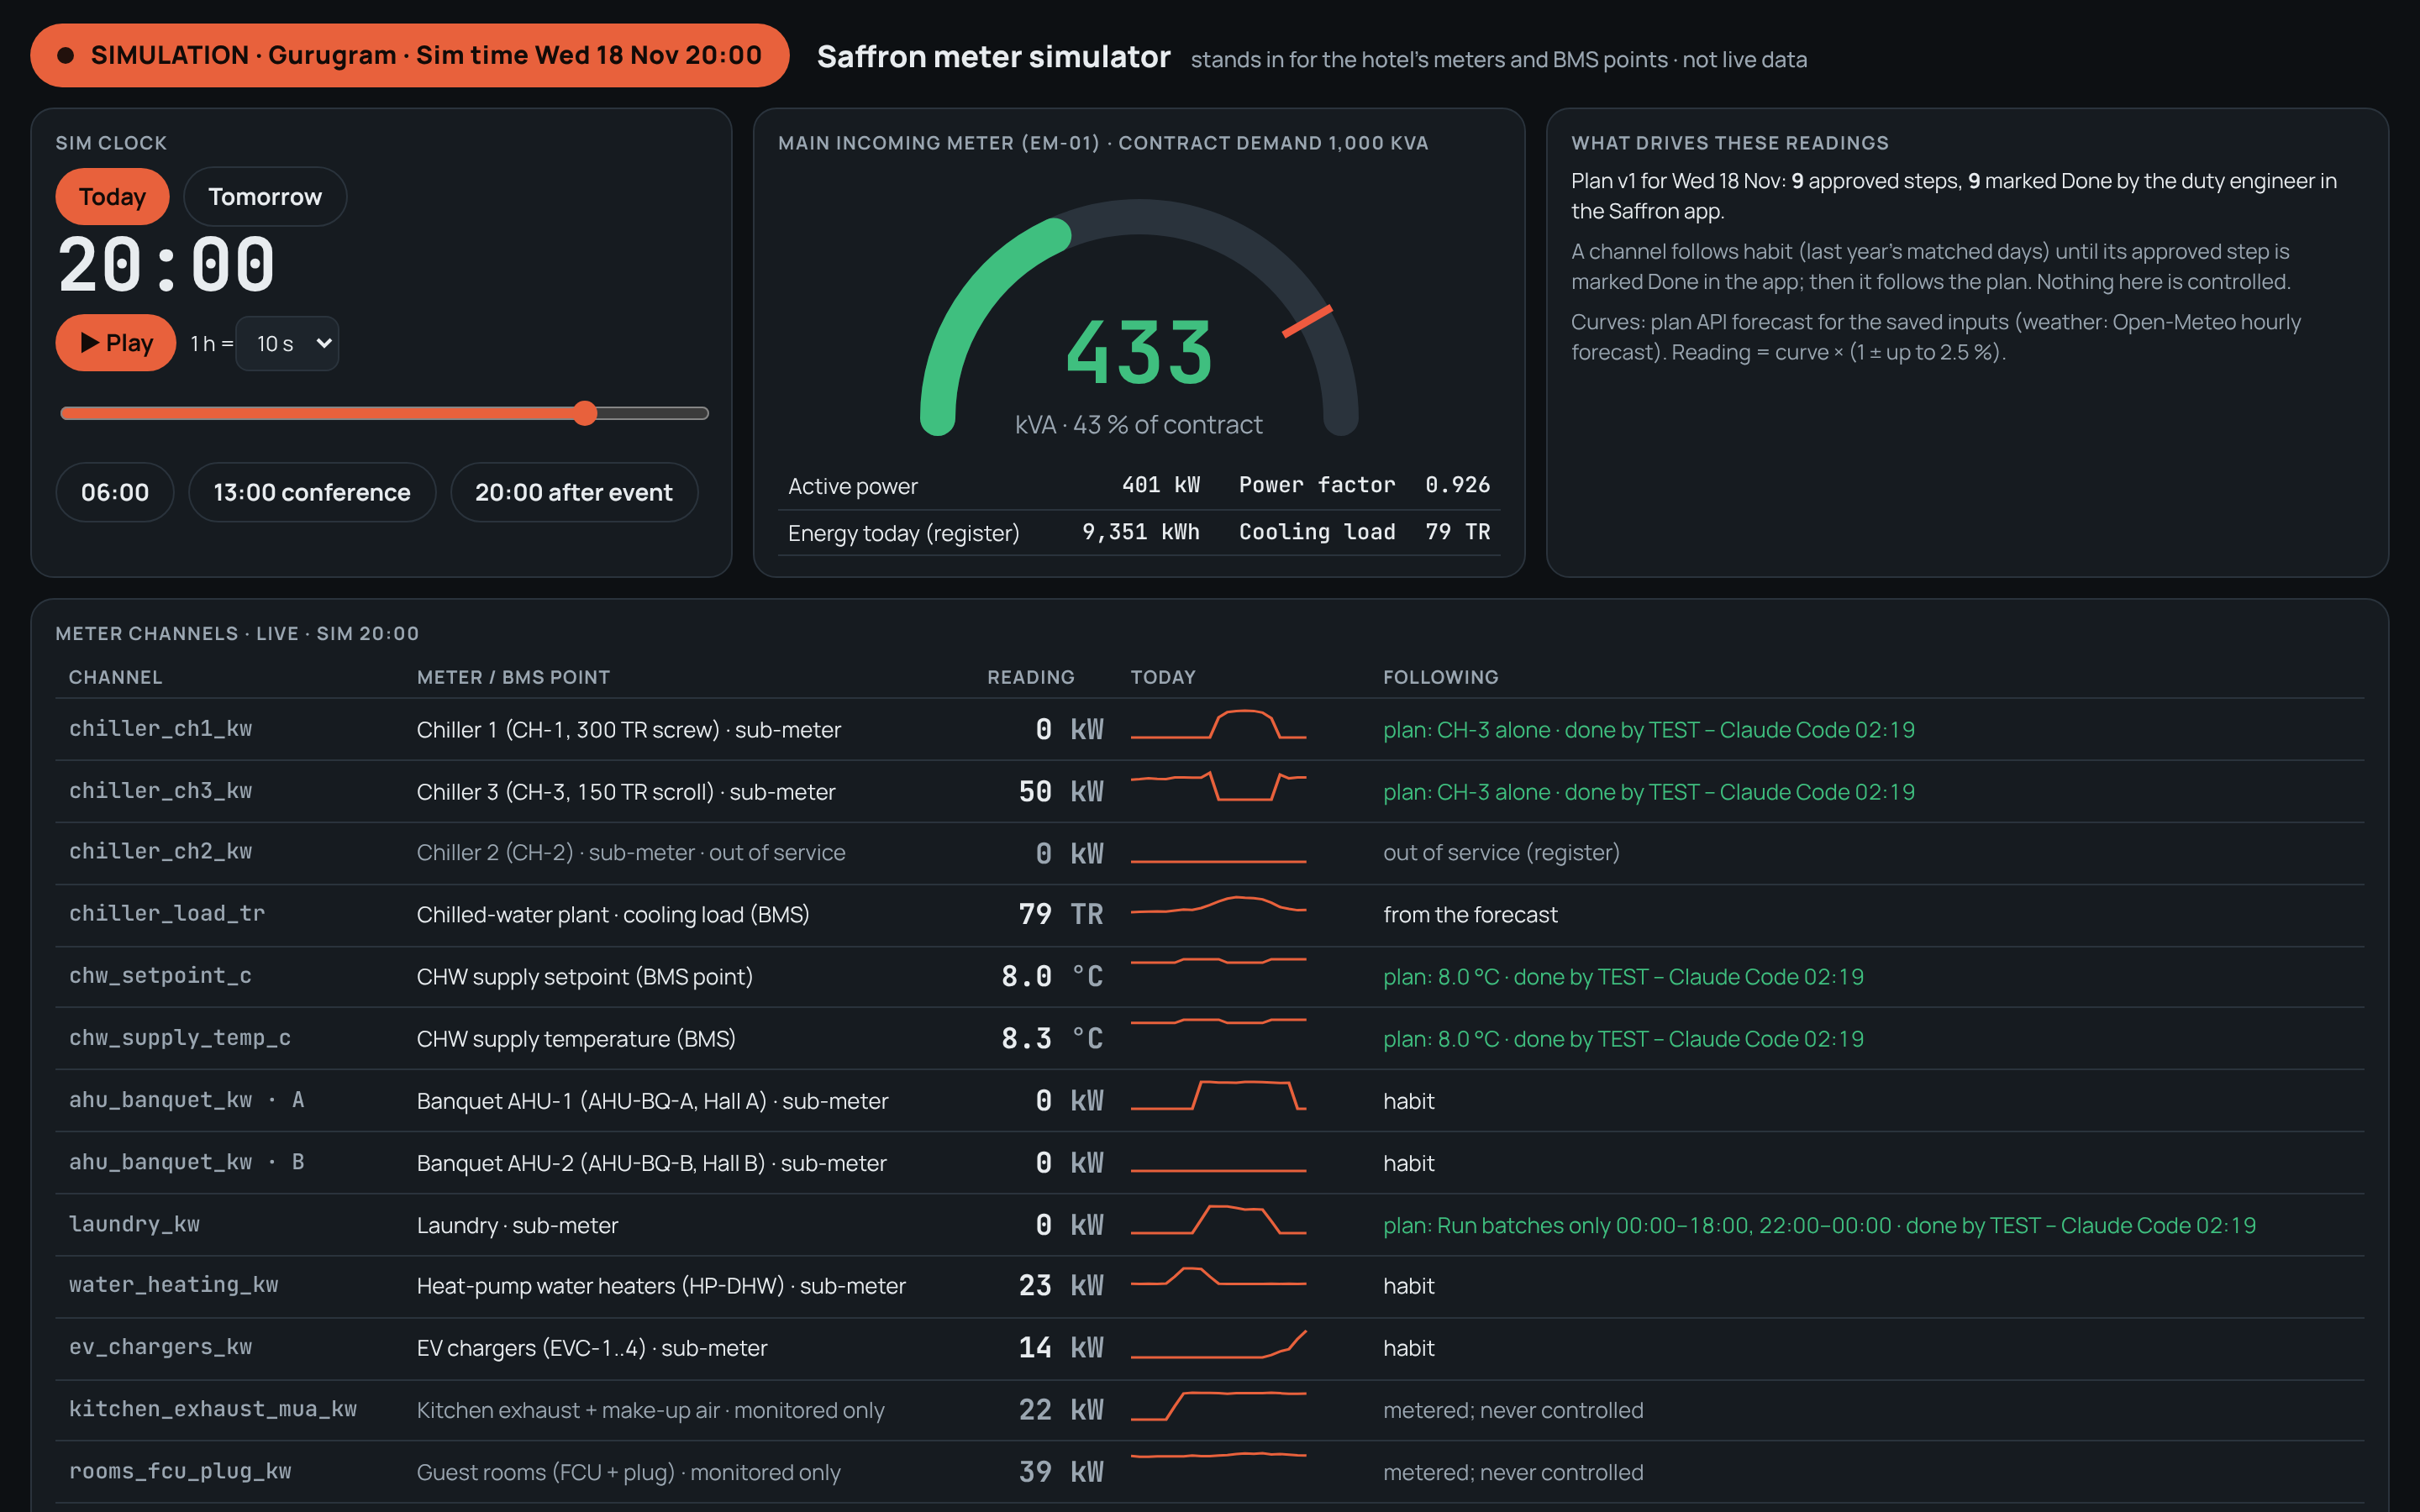 SIMULATION · Gurugram · Sim time Wed 18 Nov 20:00
Saffron meter simulator stands in for the hotel's meters and BMS points · not live data
SIM CLOCK
Today Tomorrow
20:00
▶ Play 1 h = 10 s
06:00 13:00 conference 20:00 after event
MAIN INCOMING METER (EM-01) · CONTRACT DEMAND 1,000 KVA
433
kVA · 43 % of contract
Active power 401 kW Power factor 0.926
Energy today (register) 9,351 kWh Cooling load 79 TR
WHAT DRIVES THESE READINGS
Plan v1 for Wed 18 Nov: 9 approved steps, 9 marked Done by the duty engineer in
the Saffron app.
A channel follows habit (last year's matched days) until its approved step is
marked Done in the app; then it follows the plan. Nothing here is controlled.
Curves: plan API forecast for the saved inputs (weather: Open-Meteo hourly
forecast). Reading = curve × (1 ± up to 2.5 %).
METER CHANNELS · LIVE · SIM 20:00
CHANNEL METER / BMS POINT READING TODAY FOLLOWING
chiller_ch1_kw Chiller 1 (CH-1, 300 TR screw) · sub-meter 0 kW plan: CH-3 alone · done by TEST – Claude Code 02:19
chiller_ch3_kw Chiller 3 (CH-3, 150 TR scroll) · sub-meter 50 kW plan: CH-3 alone · done by TEST – Claude Code 02:19
chiller_ch2_kw Chiller 2 (CH-2) · sub-meter · out of service 0 kW out of service (register)
chiller_load_tr Chilled-water plant · cooling load (BMS) 79 TR from the forecast
chw_setpoint_c CHW supply setpoint (BMS point) 8.0 °C plan: 8.0 °C · done by TEST – Claude Code 02:19
chw_supply_temp_c CHW supply temperature (BMS) 8.3 °C plan: 8.0 °C · done by TEST – Claude Code 02:19
ahu_banquet_kw · A Banquet AHU-1 (AHU-BQ-A, Hall A) · sub-meter 0 kW habit
ahu_banquet_kw · B Banquet AHU-2 (AHU-BQ-B, Hall B) · sub-meter 0 kW habit
laundry_kw Laundry · sub-meter 0 kW plan: Run batches only 00:00–18:00, 22:00–00:00 · done by TEST – Claude Code 02:19
water_heating_kw Heat-pump water heaters (HP-DHW) · sub-meter 23 kW habit
ev_chargers_kw EV chargers (EVC-1..4) · sub-meter 14 kW habit
kitchen_exhaust_mua_kw Kitchen exhaust + make-up air · monitored only 22 kW metered; never controlled
rooms_fcu_plug_kw Guest rooms (FCU + plug) · monitored only 39 kW metered; never controlled